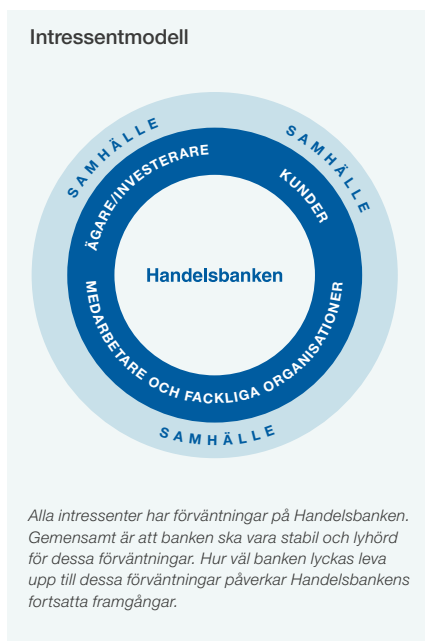 Intressentmodell
SAMHÄLLE
SAMHÄLLE
ÄGARE/INVESTERARE
KUNDER
Handelsbanken
MEDARBETARE OCH FACKLIGA ORGANISATIONER
SAMHÄLLE
Alla intressenter har förväntningar på Handelsbanken.
Gemensamt är att banken ska vara stabil och lyhörd
för dessa förväntningar. Hur väl banken lyckas leva
upp till dessa förväntningar påverkar Handelsbankens
fortsatta framgångar.